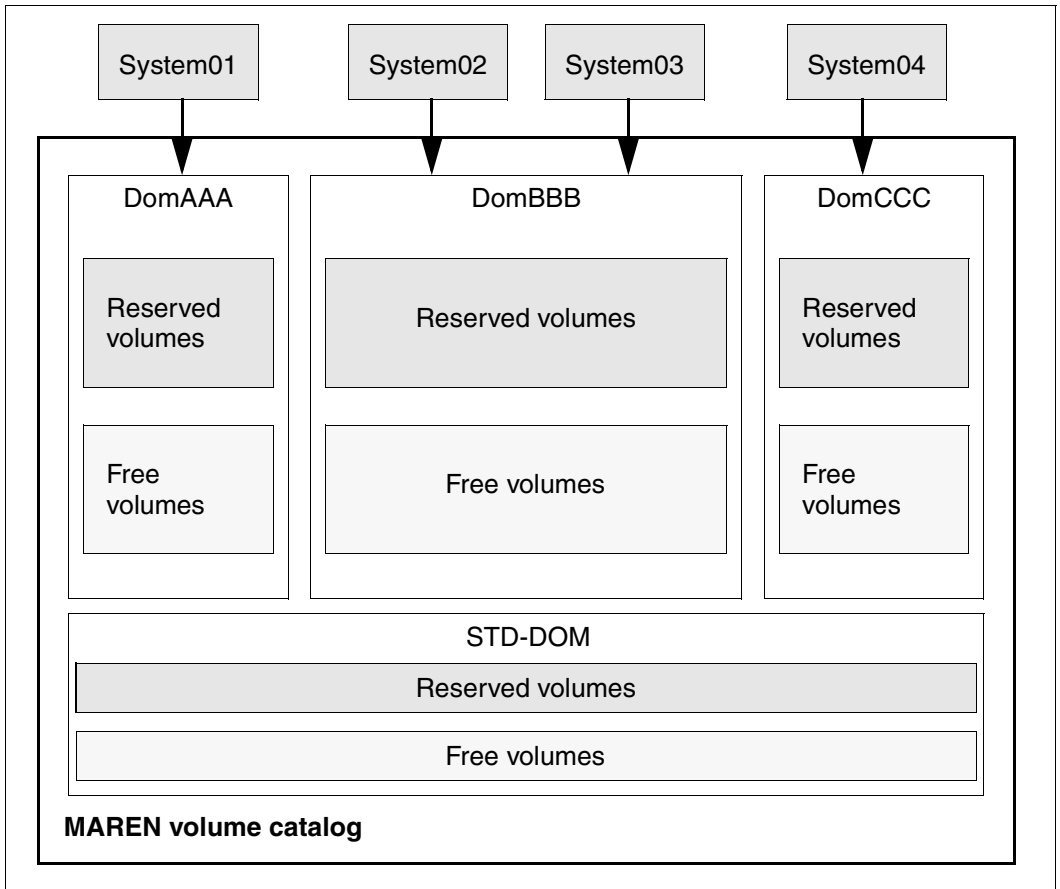 System01
System02
System03
System04
DomAAA
DomBBB
DomCCC
Reserved
volumes
Reserved volumes
Reserved
volumes
Free
volumes
Free volumes
Free
volumes
STD-DOM
Reserved volumes
Free volumes
MAREN volume catalog